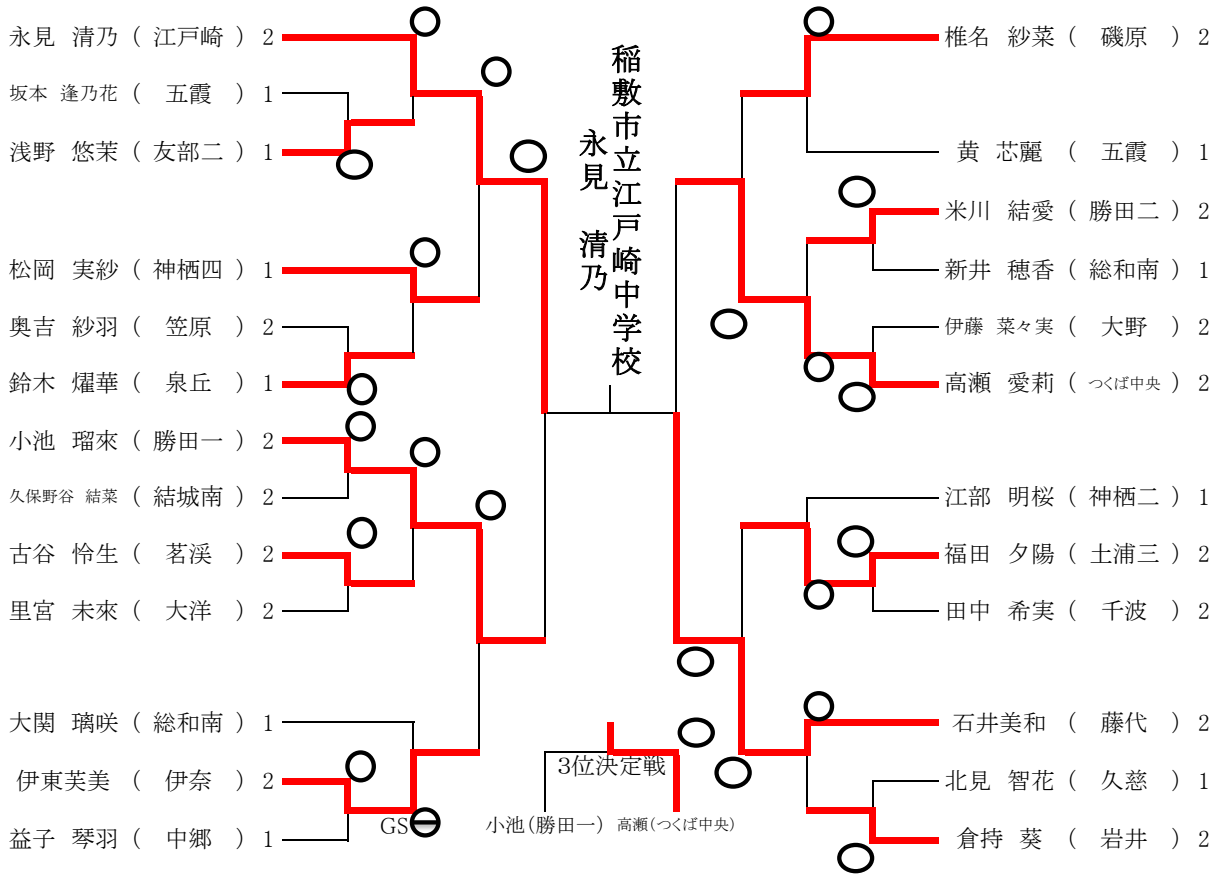 永見 清乃 ( 江戸崎 ) 2
坂本 逢乃花 ( 五霞 ) 1
浅野 悠茉 ( 友部二 ) 1
松岡 実紗 ( 神栖四 ) 1
奥吉 紗羽 ( 笠原 ) 2
鈴木 燿華 ( 泉丘 ) 1
小池 瑠來 ( 勝田一 ) 2
久保野谷 結菜 ( 結城南 ) 2
古谷 怜生 ( 茗渓 ) 2
里宮 未來 ( 大洋 ) 2
大関 璃咲 ( 総和南 ) 1
伊東芙美 ( 伊奈 ) 2
益子 琴羽 ( 中郷 ) 1
GS
稲敷市立江戸崎中学校
永見 清乃
3位決定戦
小池(勝田一) 高瀬(つくば中央)
椎名 紗菜 ( 磯原 ) 2
黄 芯麗 ( 五霞 ) 1
米川 結愛 ( 勝田二 ) 2
新井 穂香 ( 総和南 ) 1
伊藤 菜々実 ( 大野 ) 2
高瀬 愛莉 ( つくば中央 ) 2
江部 明桜 ( 神栖二 ) 1
福田 夕陽 ( 土浦三 ) 2
田中 希実 ( 千波 ) 2
石井美和 ( 藤代 ) 2
北見 智花 ( 久慈 ) 1
倉持 葵 ( 岩井 ) 2